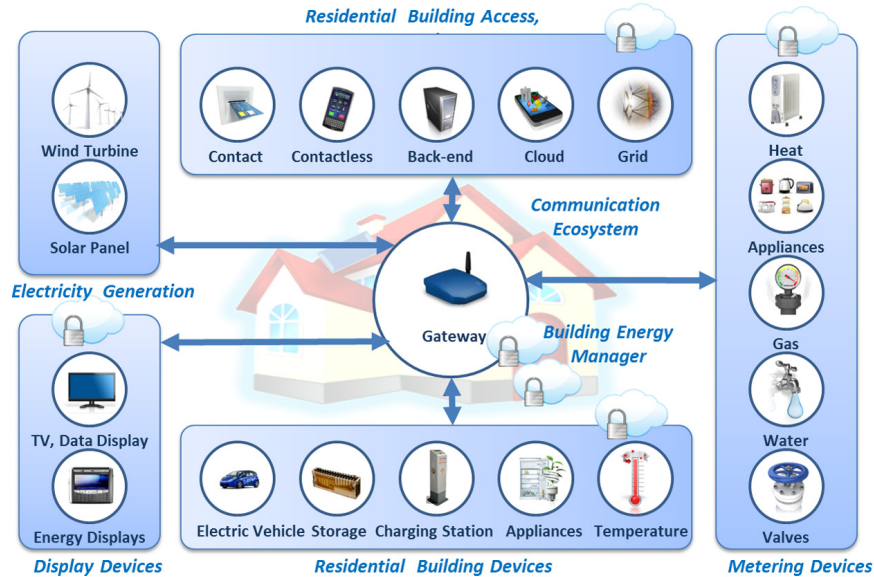 Residential Building Access,
Wind Turbine
Solar Panel
Electricity Generation
Contact
Contactless
Back-end
Cloud
Grid
Communication
Ecosystem
Gateway
Building Energy
Manager
TV, Data Display
Energy Displays
Display Devices
Electric Vehicle
Storage
Charging Station
Appliances
Temperature
Residential Building Devices
Heat
Appliances
Gas
Water
Valves
Metering Devices